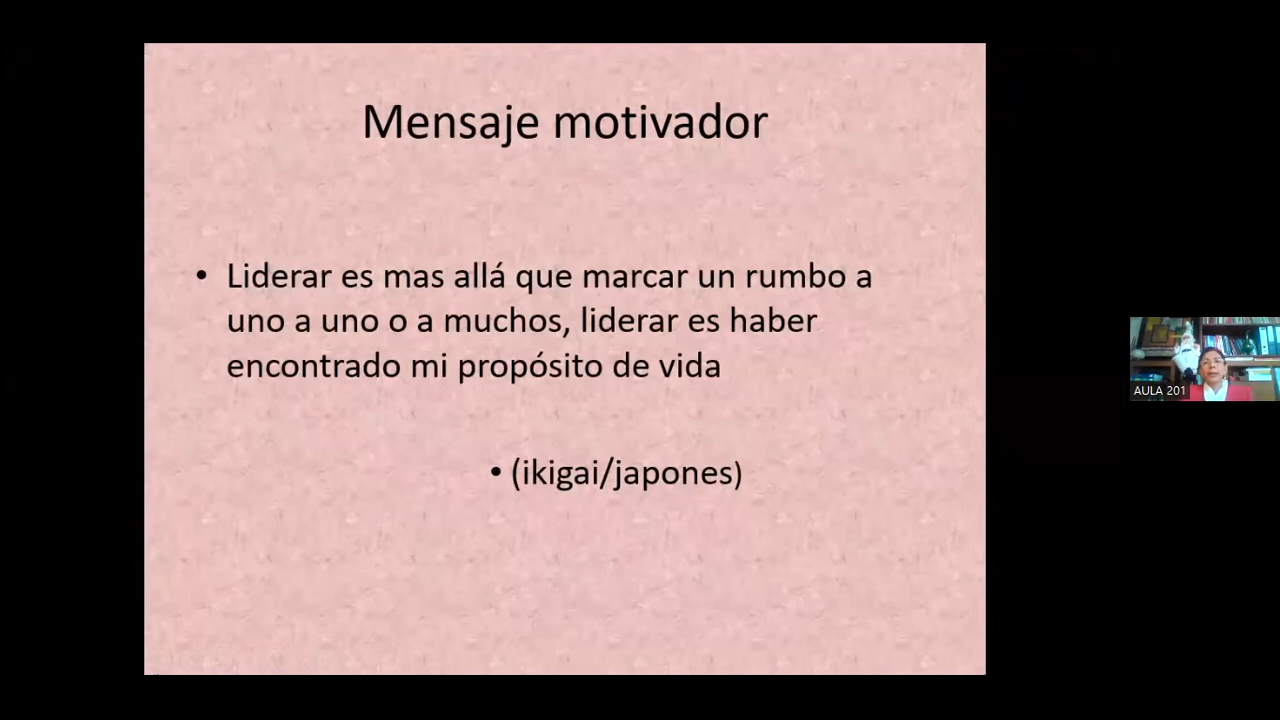 Mensaje motivador
• Liderar es mas allá que marcar un rumbo a
uno a uno o a muchos, liderar es haber
encontrado mi propósito de vida
• (ikigai/japones)
AULA 201